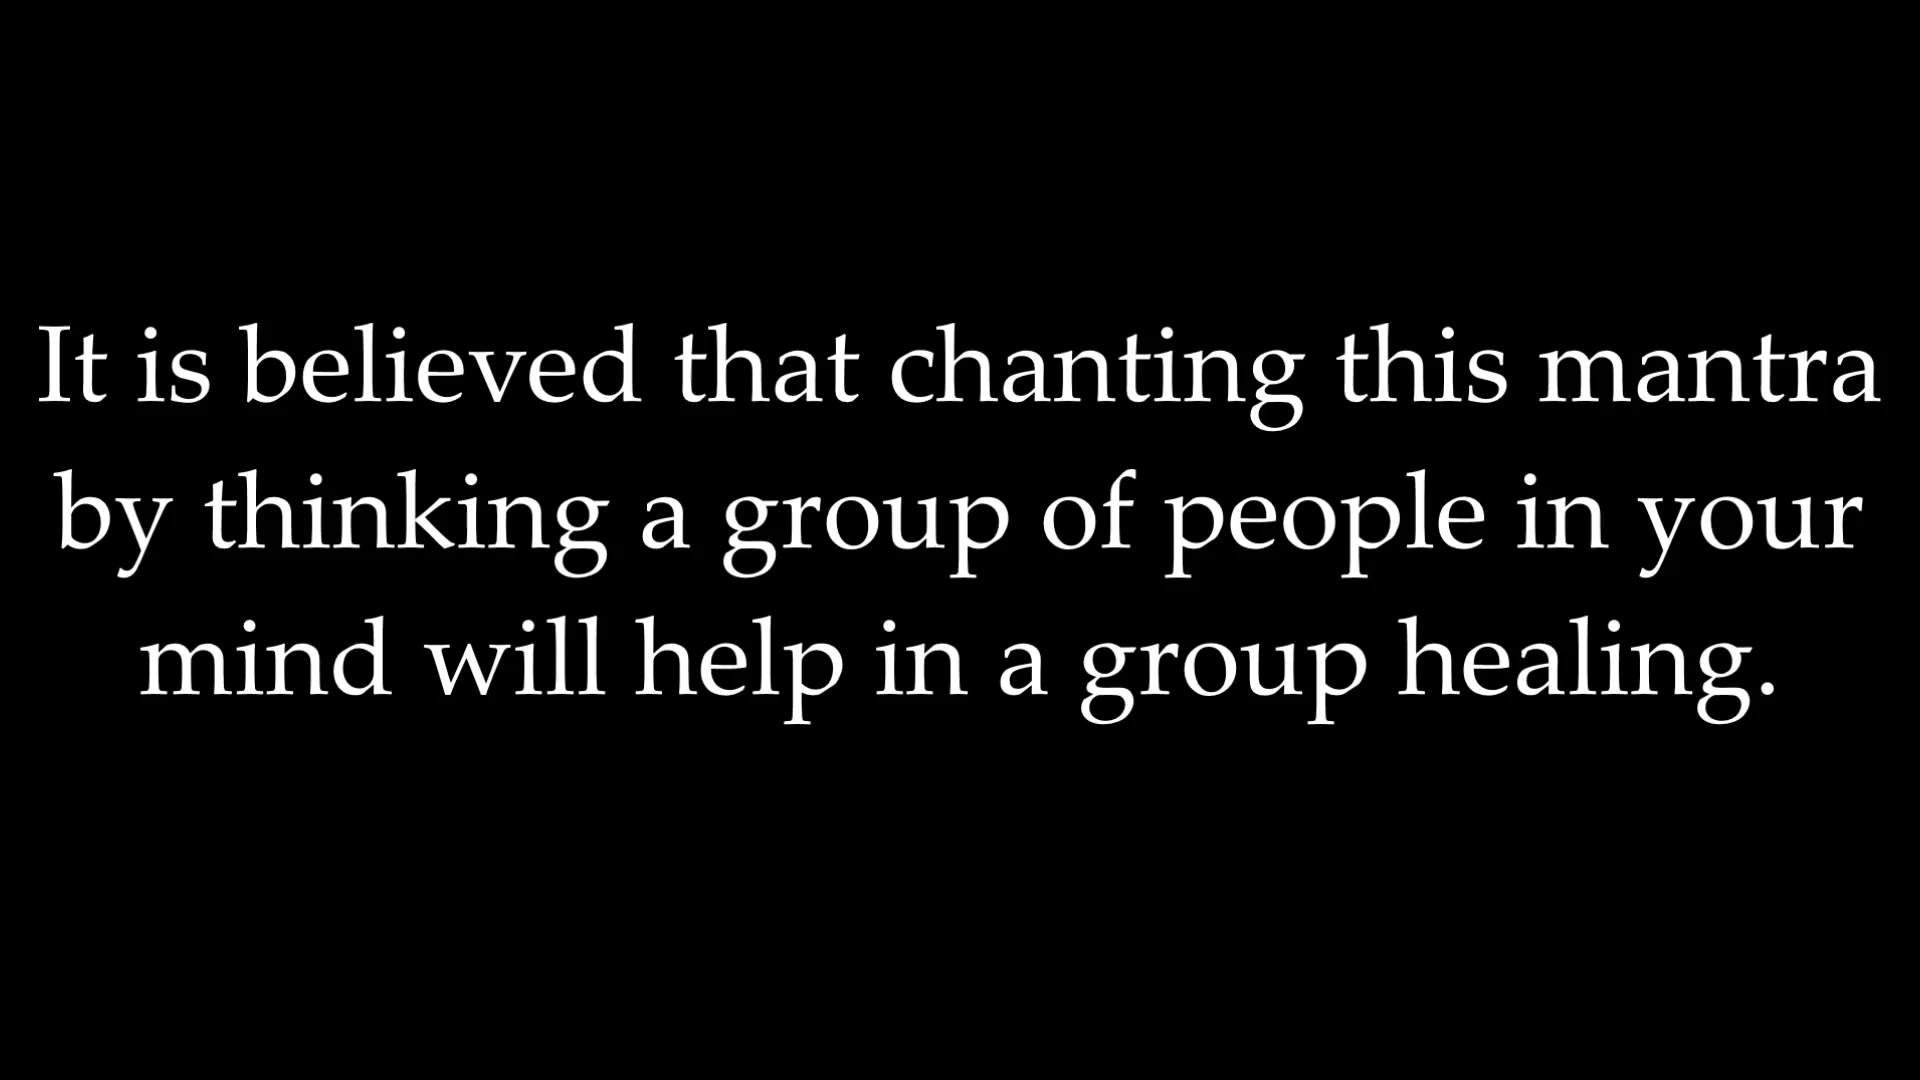 It is believed that chanting this mantra
by thinking a group of people in your
mind will help in a group healing.